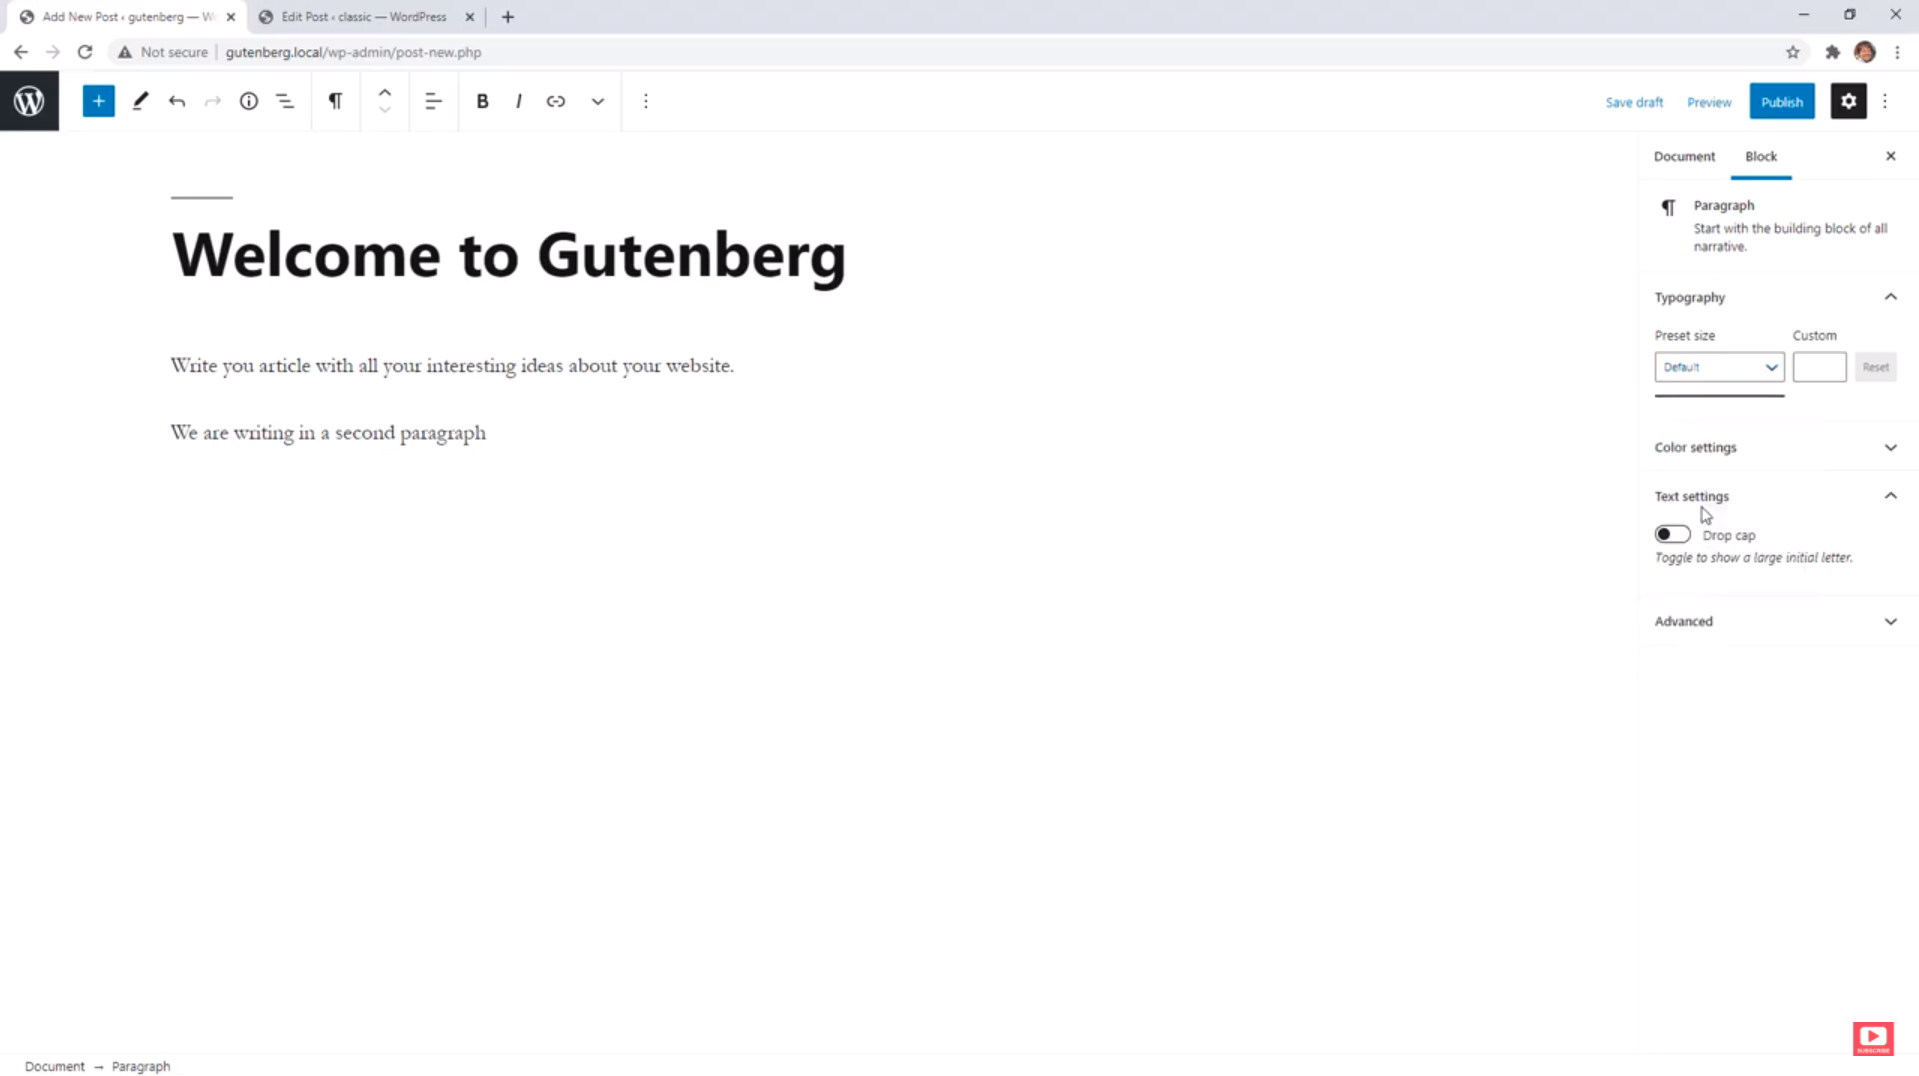 Add New Post ‹ gutenberg — W
Edit Post ‹ classic — WordPress
Not secure
gutenberg.local/wp-admin/post-new.php
B I
Save draft
Preview
Publish
Document
Block
Paragraph
Start with the building block of all
narrative.
Welcome to Gutenberg
Typography
Preset size
Custom
Default
Reset
Write you article with all your interesting ideas about your website.
We are writing in a second paragraph
Color settings
Text settings
Drop cap
Toggle to show a large initial letter.
Advanced
SUBSCRIBE
Document → Paragraph